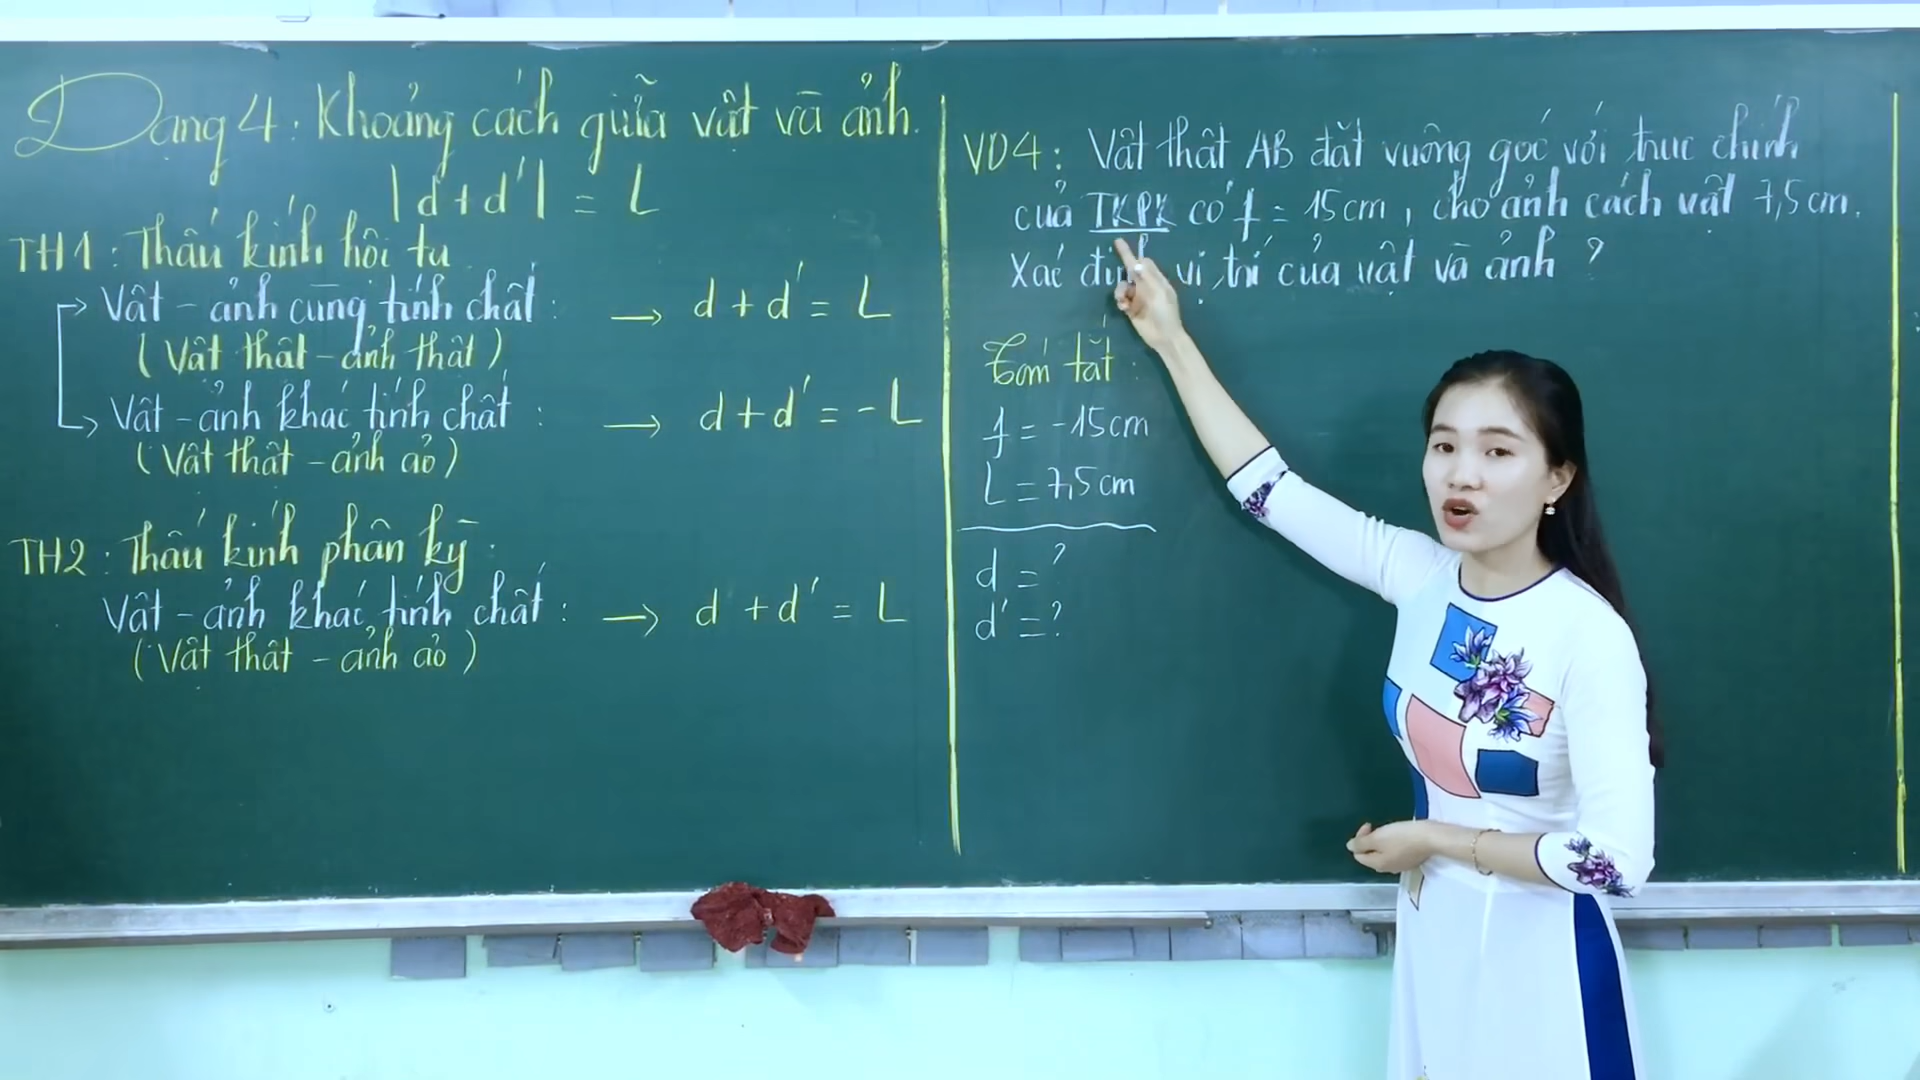 Dạng 4: Khoảng cách giữa vật và ảnh.
|d + d'| = L
TH1: Thấu kính hội tụ
Vật - ảnh cùng tính chất: → d + d' = L
(Vật thật - ảnh thật)
Vật - ảnh khác tính chất: → d + d' = - L
(Vật thật - ảnh ảo)
TH2: Thấu kính phân kỳ.
Vật - ảnh khác tính chất: → d + d' = L
(Vật thật - ảnh ảo)
VD4: Vật thật AB đặt vuông góc với trục chính
của TKPK có f = 15cm, cho ảnh cách vật 7,5cm.
Xác định vị trí của vật và ảnh?
Tóm tắt:
f = -15cm
L = 7,5cm
d = ?
d' = ?